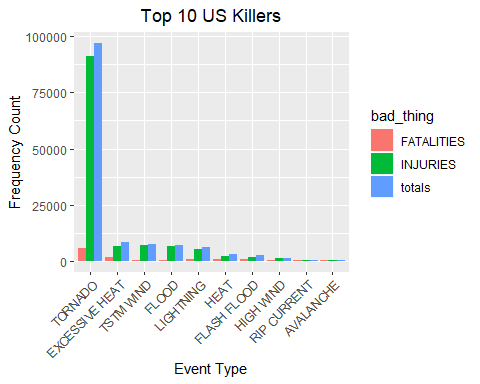 Top 10 US Killers
Frequency Count
100000
75000
50000
25000
0
TORNADO
EXCESSIVE HEAT
TSTM WIND
FLOOD
LIGHTNING
HEAT
FLASH FLOOD
HIGH WIND
RIP CURRENT
AVALANCHE
Event Type
bad_thing
FATALITIES
INJURIES
totals